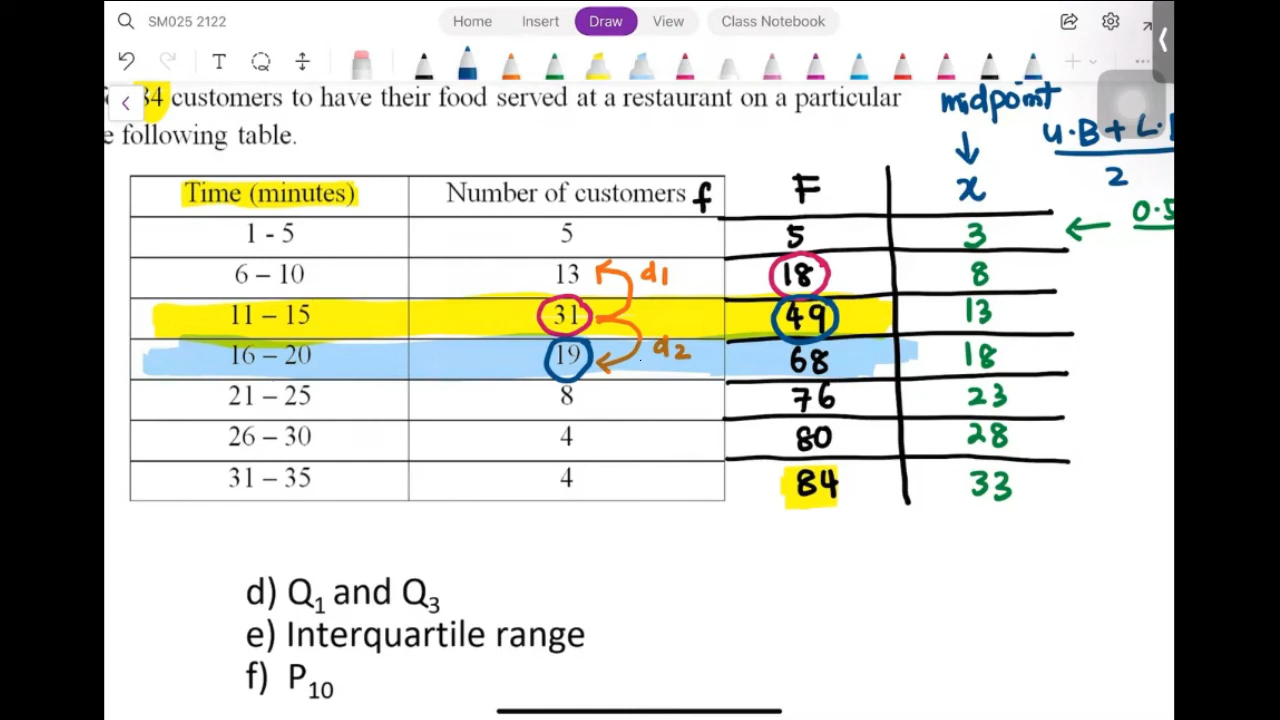 SM025 2122
Home Insert Draw View Class Notebook
34 customers to have their food served at a restaurant on a particular
e following table.
midpoint
U.B + L.
2
Time (minutes) Number of customers f F x
1 - 5 5 5 3 0.5
6 – 10 13 18 8
d1
11 – 15 31 49 13
16 – 20 19 68 18
d2
21 – 25 8 76 23
26 – 30 4 80 28
31 – 35 4 84 33
d) Q1 and Q3
e) Interquartile range
f) P10